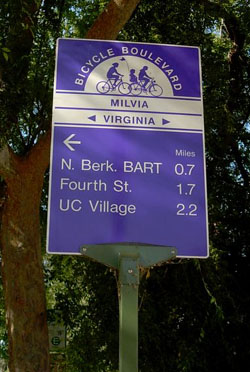 BICYCLE BOULEVARD
MILVIA
◄ VIRGINIA ►
← Miles
N. Berk. BART 0.7
Fourth St. 1.7
UC Village 2.2